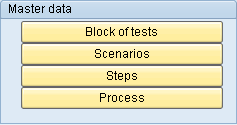 Master data
Block of tests
Scenarios
Steps
Process